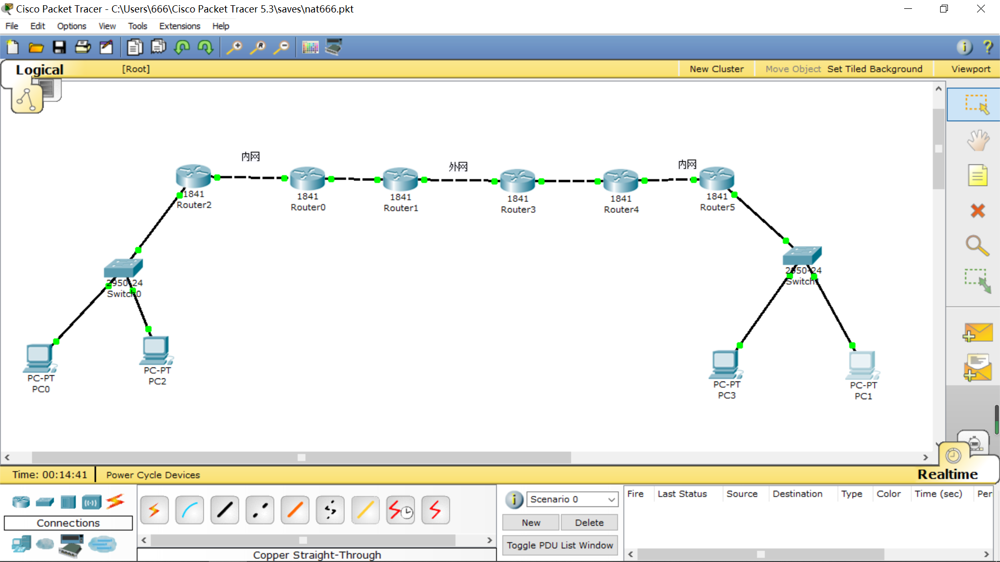 Cisco Packet Tracer - C:\Users\666\Cisco Packet Tracer 5.3\saves\nat666.pkt
File Edit Options View Tools Extensions Help
Logical [Root] New Cluster Move Object Set Tiled Background Viewport
内网
外网
内网
1841
Router2
1841
Router0
1841
Router1
1841
Router3
1841
Router4
1841
Router5
2950-24
Switch0
2950-24
Switch
PC-PT
PC0
PC-PT
PC2
PC-PT
PC3
PC-PT
PC1
Time: 00:14:41 Power Cycle Devices
Realtime
Connections
Copper Straight-Through
Scenario 0
New Delete
Toggle PDU List Window
Fire Last Status Source Destination Type Color Time (sec) Per